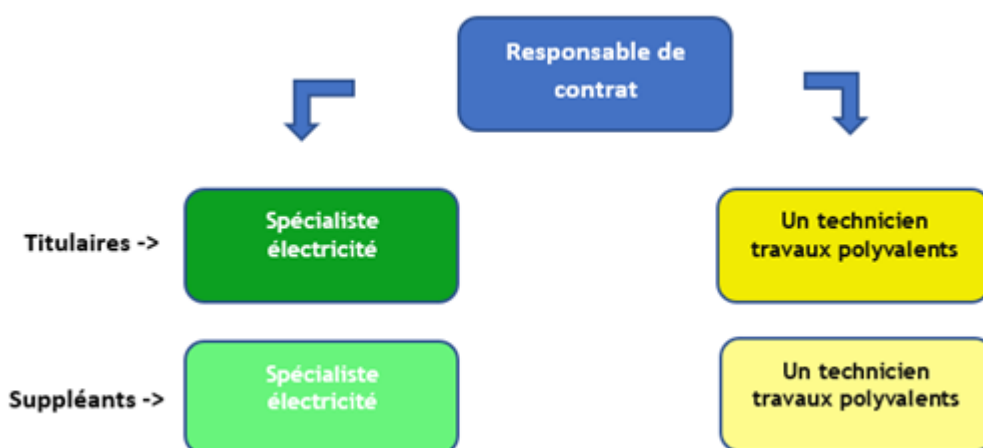 Responsable de
contrat
Titulaires ->
Spécialiste
électricité
Un technicien
travaux polyvalents
Suppléants ->
Spécialiste
électricité
Un technicien
travaux polyvalents